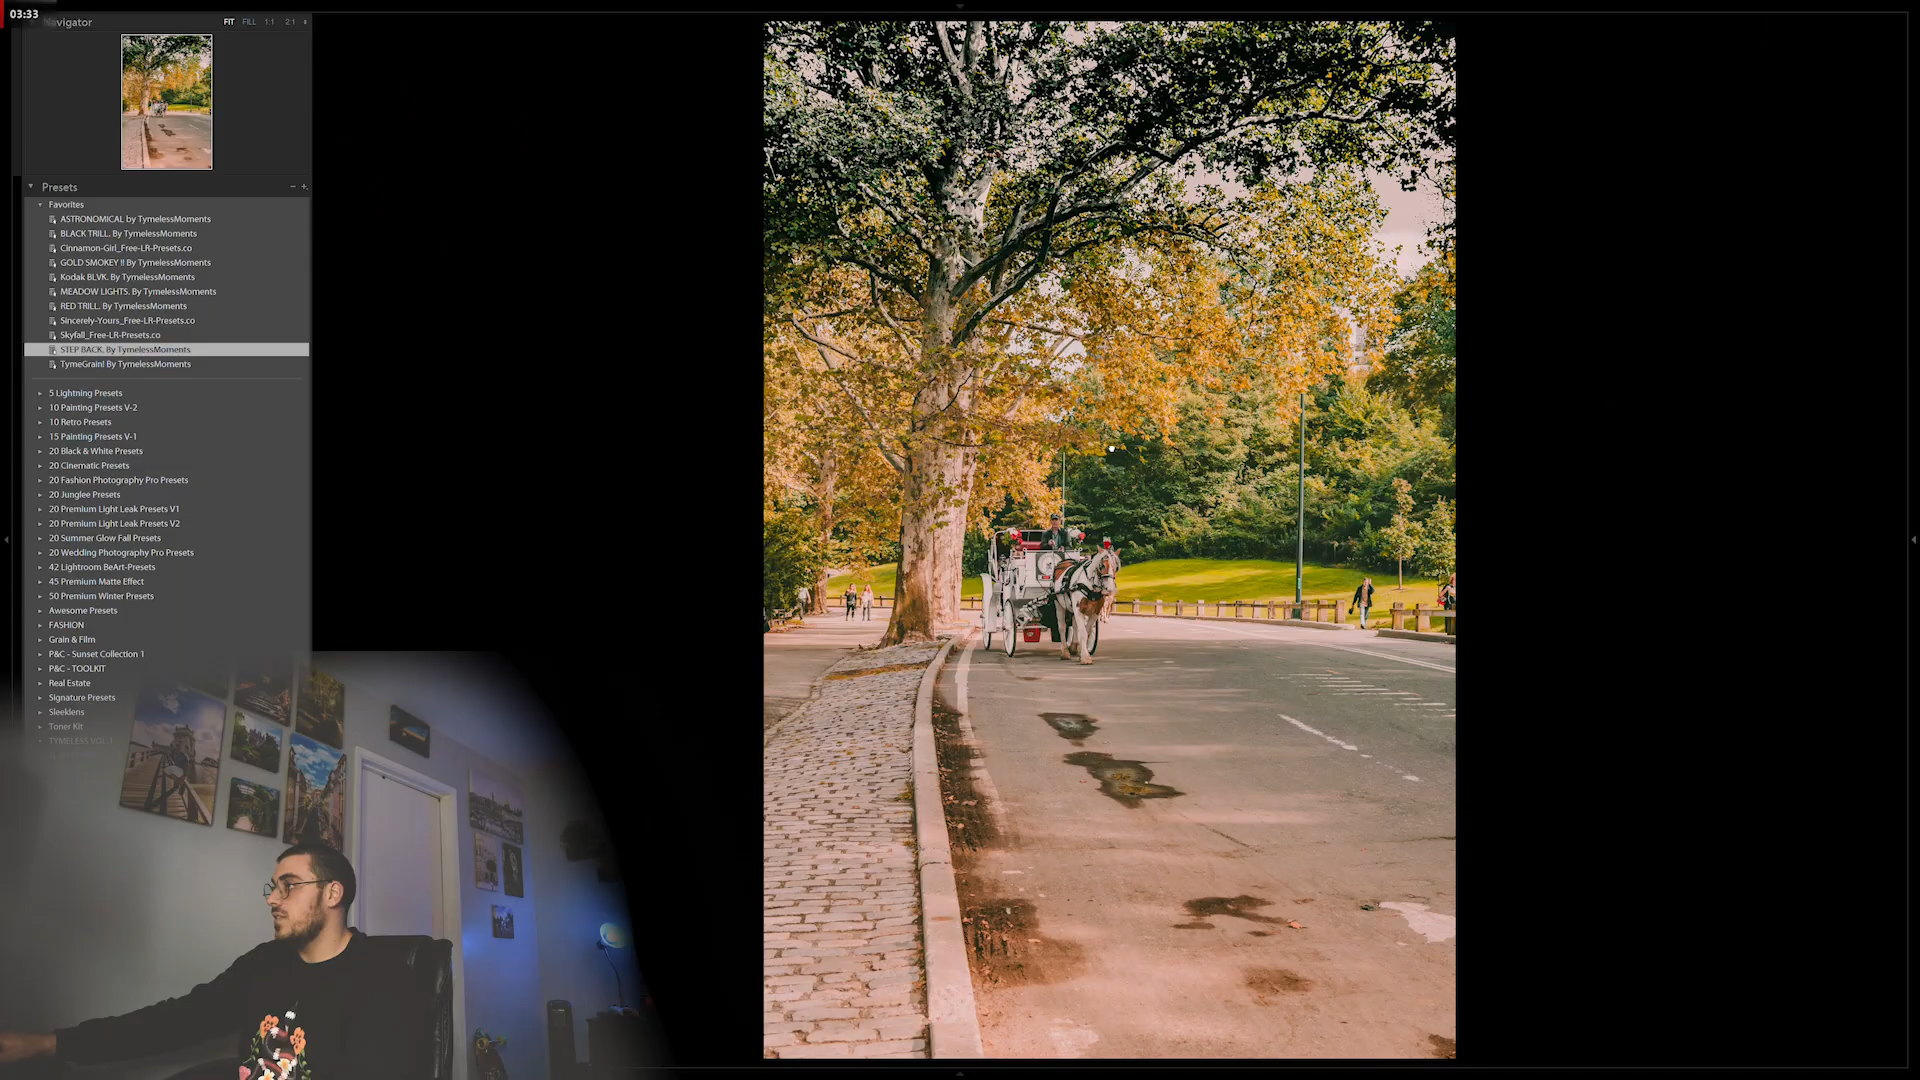 03:33
Navigator
FIT FILL 1:1 2:1
Presets
Favorites
ASTRONOMICAL by TymelessMoments
BLACK TRILL. By TymelessMoments
Cinnamon-Girl_Free-LR-Presets.co
GOLD SMOKEY !! By TymelessMoments
Kodak BLVK. By TymelessMoments
MEADOW LIGHTS. By TymelessMoments
RED TRILL. By TymelessMoments
Sincerely-Yours_Free-LR-Presets.co
Skyfall_Free-LR-Presets.co
STEP BACK. By TymelessMoments
TymeGrain! By TymelessMoments
5 Lightning Presets
10 Painting Presets V-2
10 Retro Presets
15 Painting Presets V-1
20 Black & White Presets
20 Cinematic Presets
20 Fashion Photography Pro Presets
20 Junglee Presets
20 Premium Light Leak Presets V1
20 Premium Light Leak Presets V2
20 Summer Glow Fall Presets
20 Wedding Photography Pro Presets
42 Lightroom BeArt-Presets
45 Premium Matte Effect
50 Premium Winter Presets
Awesome Presets
FASHION
Grain & Film
P&C - Sunset Collection 1
P&C - TOOLKIT
Real Estate
Signature Presets
Sleeklens
Toner Kit
TYMELESS VOL.1